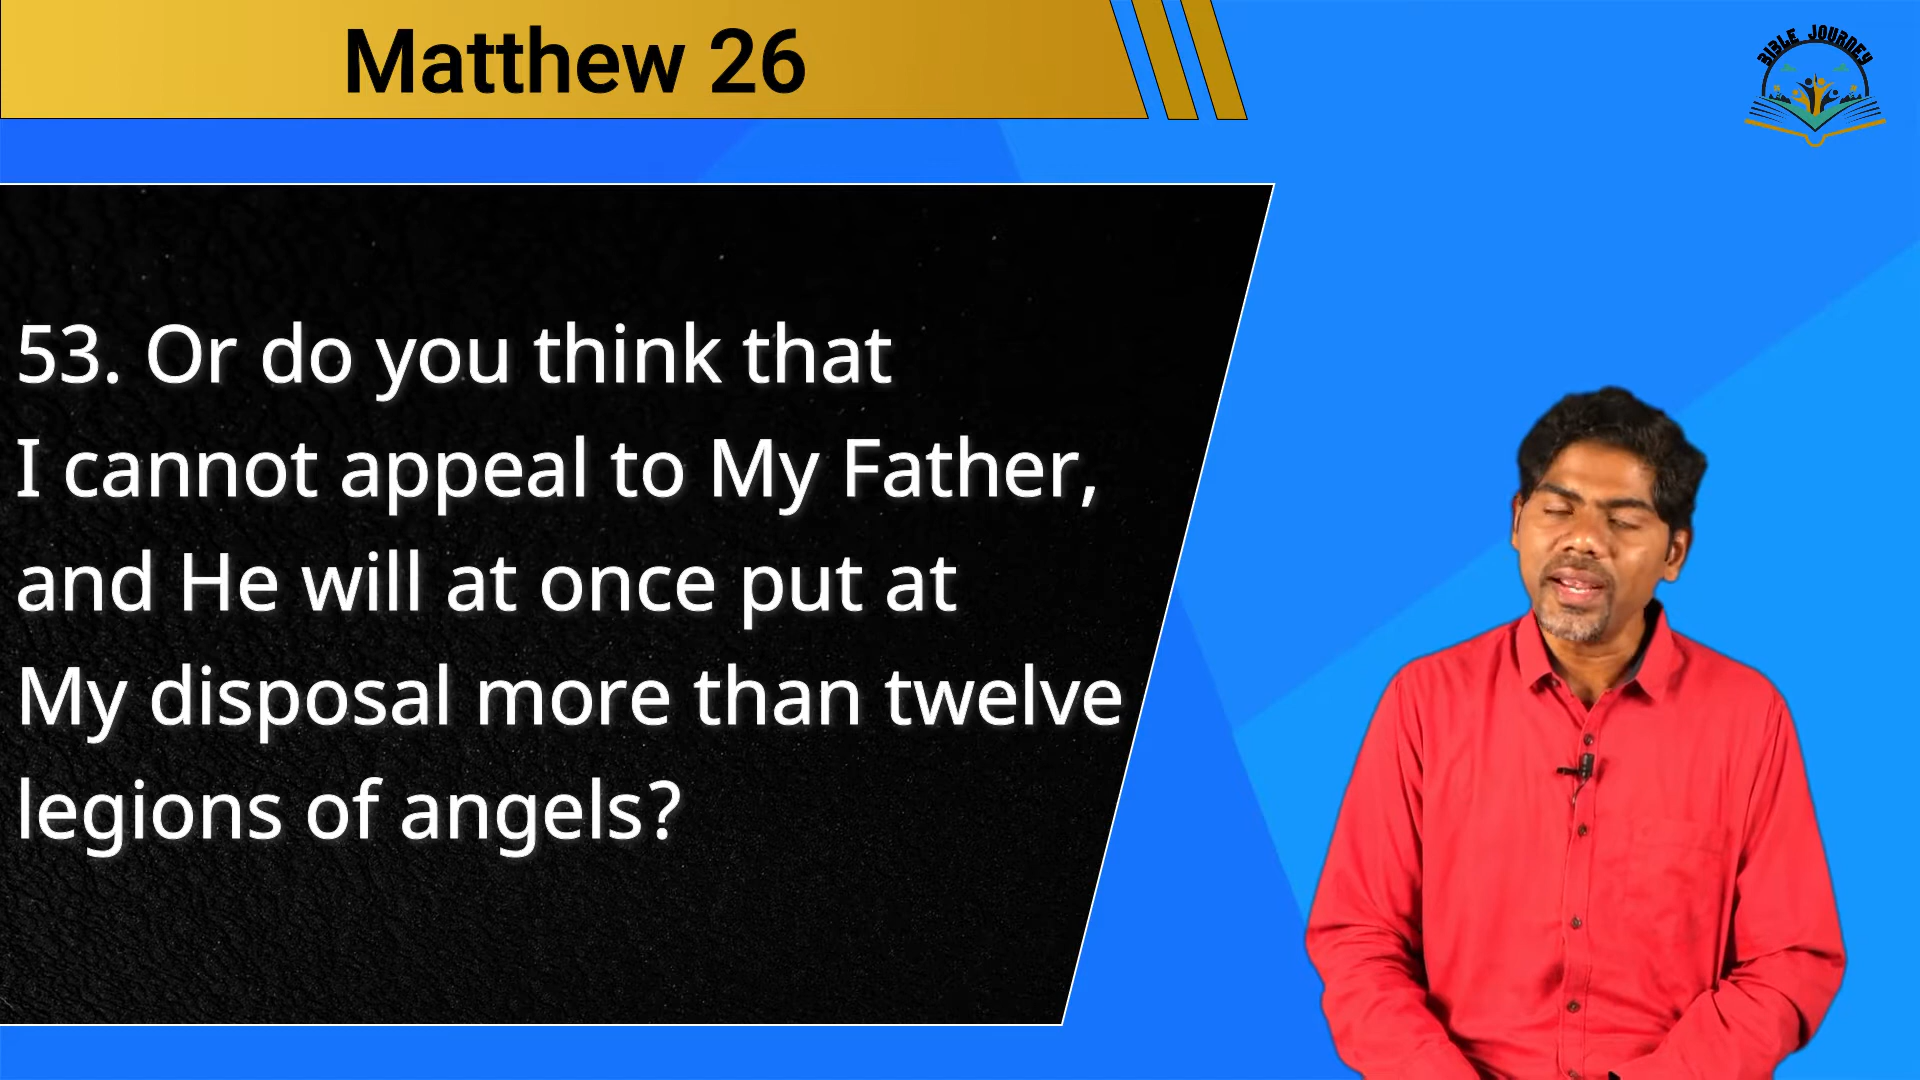 Matthew 26
BIBLE JOURNEY
53. Or do you think that
I cannot appeal to My Father,
and He will at once put at
My disposal more than twelve
legions of angels?